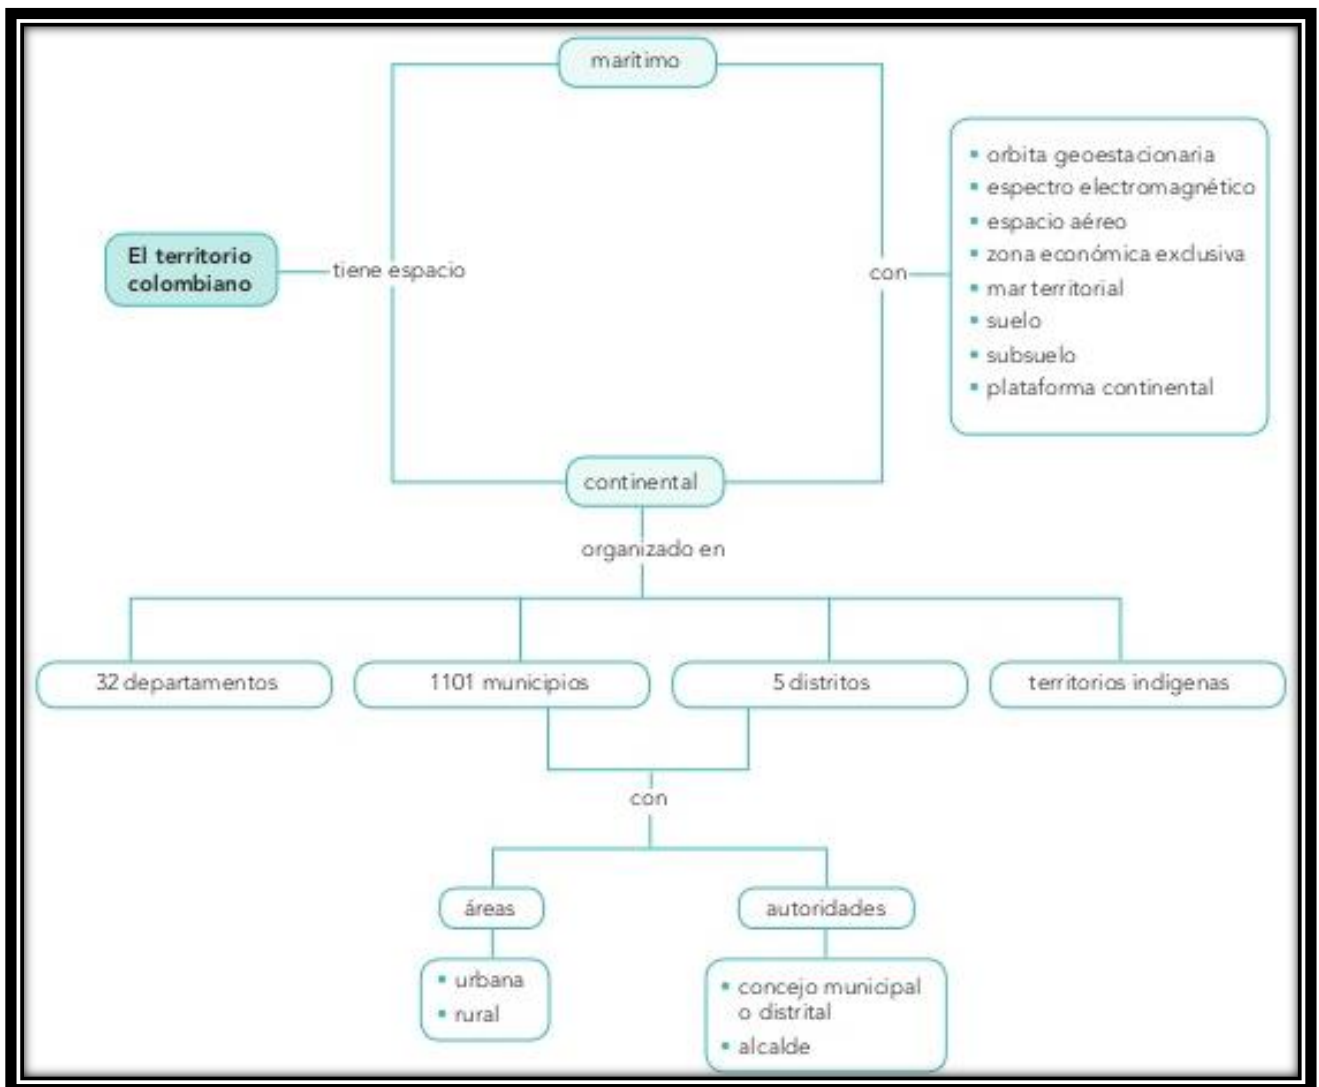 marítimo
El territorio
colombiano
tiene espacio
con
orbita geoestacionaria
espectro electromagnético
espacio aéreo
zona económica exclusiva
mar territorial
suelo
subsuelo
plataforma continental
continental
organizado en
32 departamentos
1101 municipios
5 distritos
territorios indígenas
con
áreas
autoridades
urbana
rural
concejo municipal
o distrital
alcalde